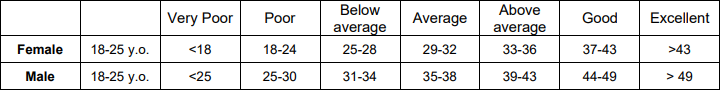 Very Poor Poor Below average Average Above average Good Excellent
Female 18-25 y.o. <18 18-24 25-28 29-32 33-36 37-43 >43
Male 18-25 y.o. <25 25-30 31-34 35-38 39-43 44-49 > 49